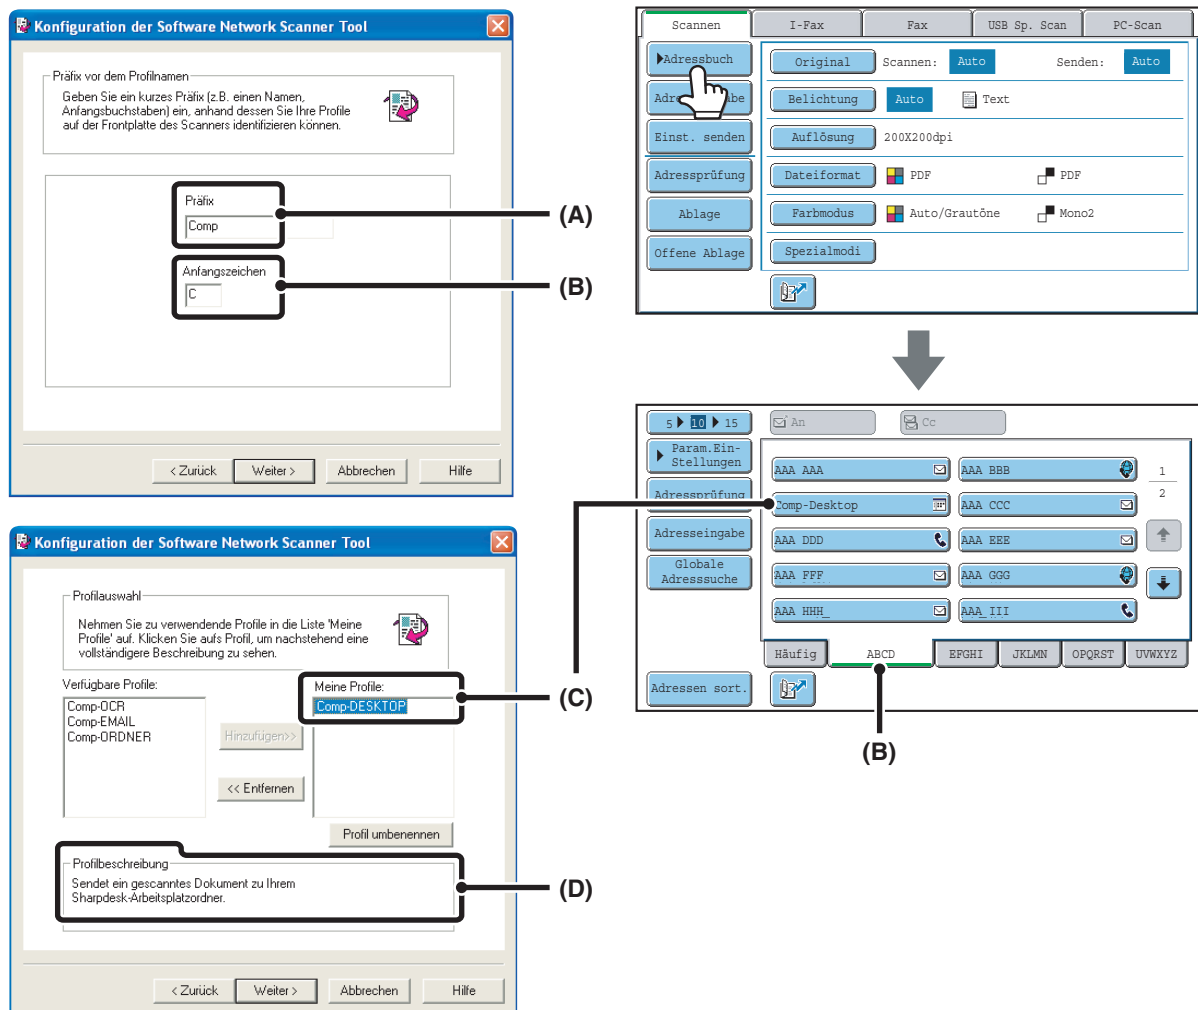 Konfiguration der Software Network Scanner Tool
Präfix vor dem Profilnamen
Geben Sie ein kurzes Präfix (z.B. einen Namen,
Anfangsbuchstaben) ein, anhand dessen Sie Ihre Profile
auf der Frontplatte des Scanners identifizieren können.
Präfix
Comp
(A)
Anfangszeichen
C
(B)
< Zurück Weiter > Abbrechen Hilfe
Scannen I-Fax Fax USB Sp. Scan PC-Scan
Adressbuch Original Scannen: Auto Senden: Auto
Belichtung Auto Text
Einst. senden Auflösung 200X200dpi
Adressprüfung Dateiformat PDF PDF
Ablage Farbmodus Auto/Grautöne Mono2
Offene Ablage Spezialmodi
Konfiguration der Software Network Scanner Tool
Profilauswahl
Nehmen Sie zu verwendende Profile in die Liste 'Meine
Profile' auf. Klicken Sie aufs Profil, um nachstehend eine
vollständigere Beschreibung zu sehen.
Verfügbare Profile: Meine Profile:
Comp-OCR Comp-DESKTOP
Comp-EMAIL
Comp-ORDNER
Hinzufügen>>
<< Entfernen
Profil umbenennen
(C)
Profilbeschreibung
Sendet ein gescanntes Dokument zu Ihrem
Sharpdesk-Arbeitsplatzordner.
(D)
< Zurück Weiter > Abbrechen Hilfe
5 10 15 An Cc
Param.Ein-
Stellungen
AAA AAA AAA BBB 1
2
Adressprüfung Comp-Desktop AAA CCC
Adresseingabe AAA DDD AAA EEE
Globale
Adresssuche
AAA FFF AAA GGG
AAA HHH AAA III
Häufig ABCD EFGHI JKLMN OPQRST UVWXYZ
Adressen sort.
(B)